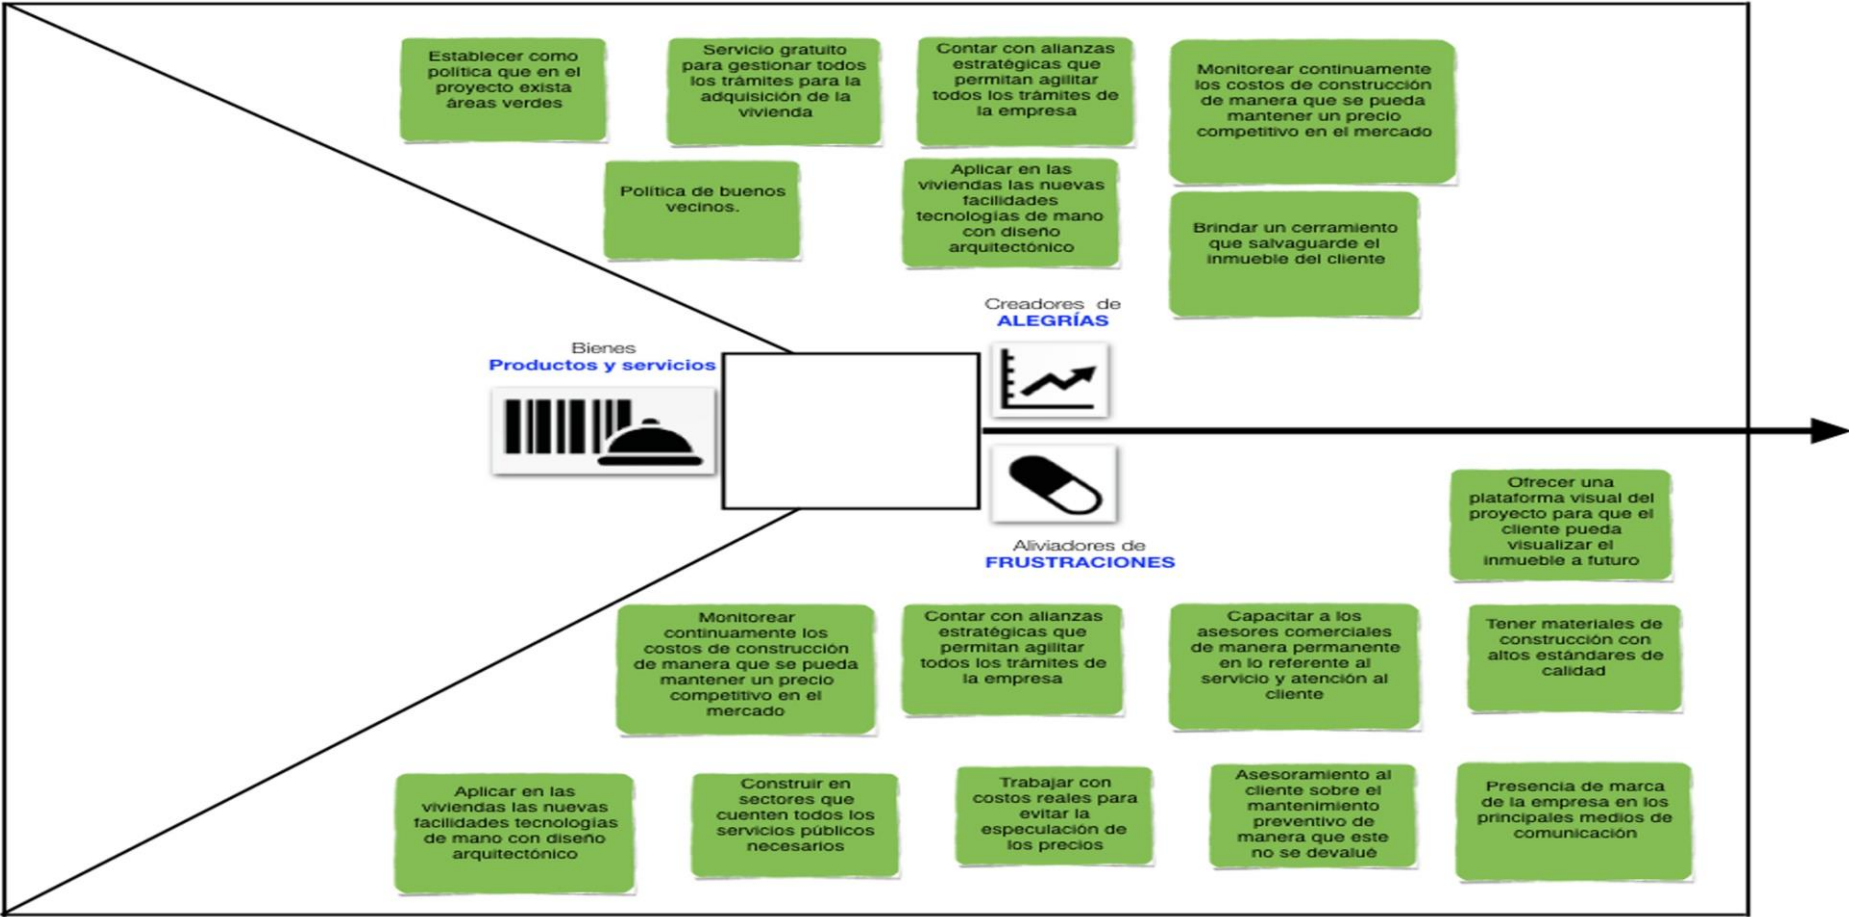 Establecer como
política que en el
proyecto exista
áreas verdes
Servicio gratuito
para gestionar todos
los trámites para la
adquisición de la
vivienda
Contar con alianzas
estratégicas que
permitan agilitar
todos los trámites de
la empresa
Monitorear continuamente
los costos de construcción
de manera que se pueda
mantener un precio
competitivo en el mercado
Política de buenos
vecinos.
Aplicar en las
viviendas las nuevas
facilidades
tecnologías de mano
con diseño
arquitectónico
Brindar un cerramiento
que salvaguarde el
inmueble del cliente
Creadores de
ALEGRÍAS
Bienes
Productos y servicios
Aliviadores de
FRUSTRACIONES
Ofrecer una
plataforma visual del
proyecto para que el
cliente pueda
visualizar el
inmueble a futuro
Monitorear
continuamente los
costos de construcción
de manera que se pueda
mantener un precio
competitivo en el
mercado
Contar con alianzas
estratégicas que
permitan agilitar
todos los trámites de
la empresa
Capacitar a los
asesores comerciales
de manera permanente
en lo referente al
servicio y atención al
cliente
Tener materiales de
construcción con
altos estándares de
calidad
Aplicar en las
viviendas las nuevas
facilidades tecnologías
de mano con diseño
arquitectónico
Construir en
sectores que
cuenten todos los
servicios públicos
necesarios
Trabajar con
costos reales para
evitar la
especulación de
los precios
Asesoramiento al
cliente sobre el
mantenimiento
preventivo de
manera que este
no se devalué
Presencia de marca
de la empresa en los
principales medios de
comunicación